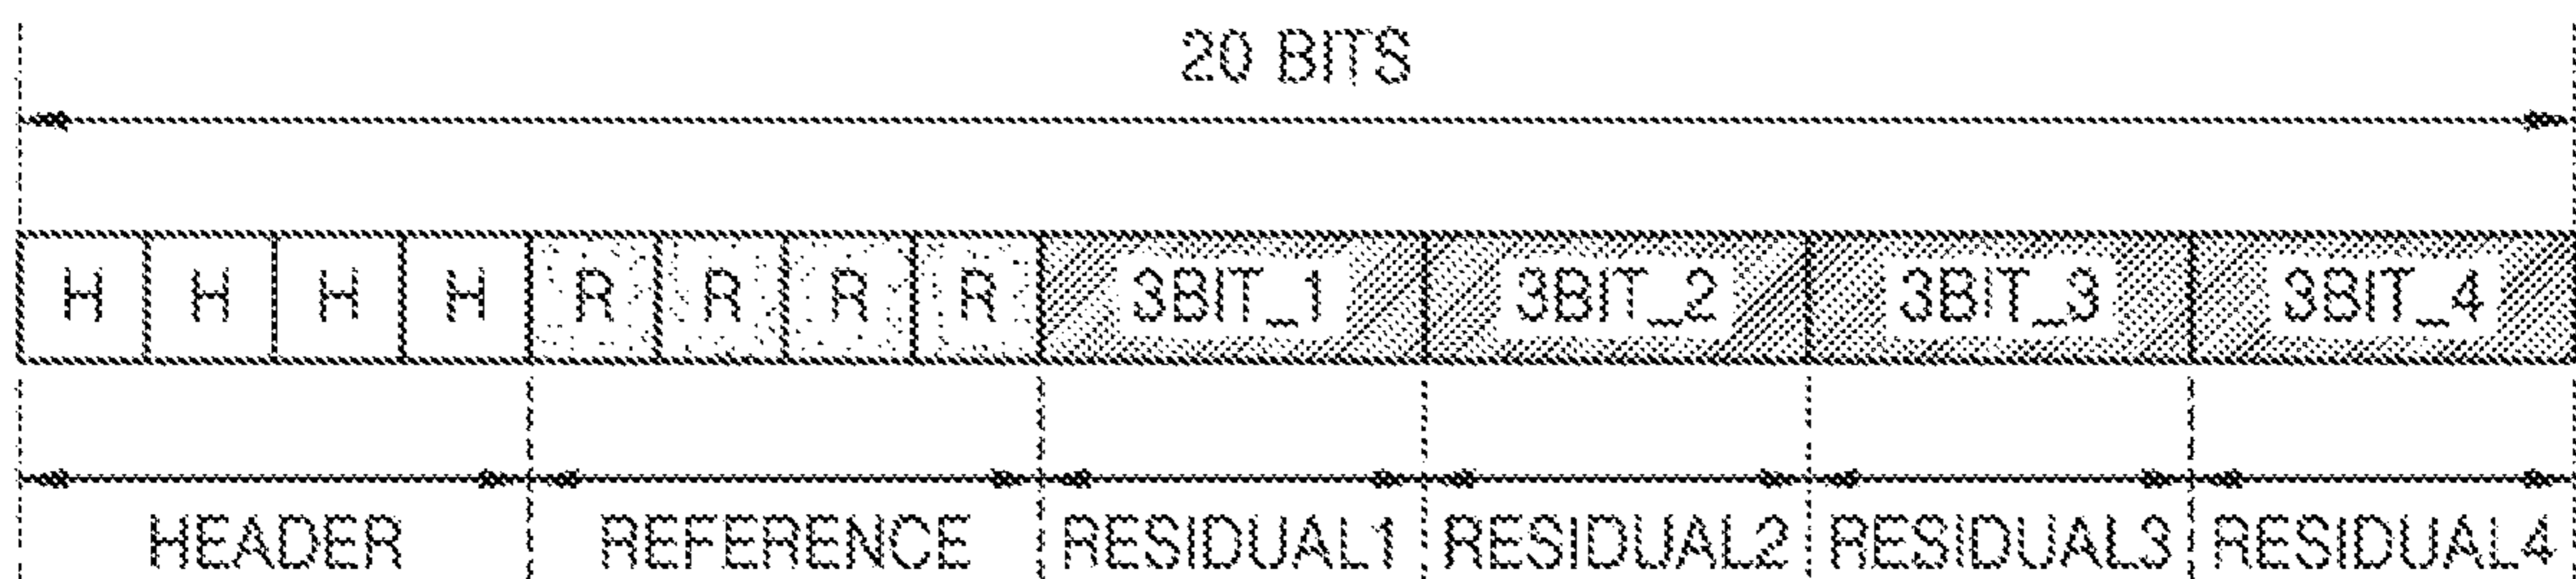 20 BITS
H H H H R R R R 3BIT_1 3BIT_2 3BIT_3 3BIT_4
HEADER REFERENCE RESIDUAL1 RESIDUAL2 RESIDUAL3 RESIDUAL4